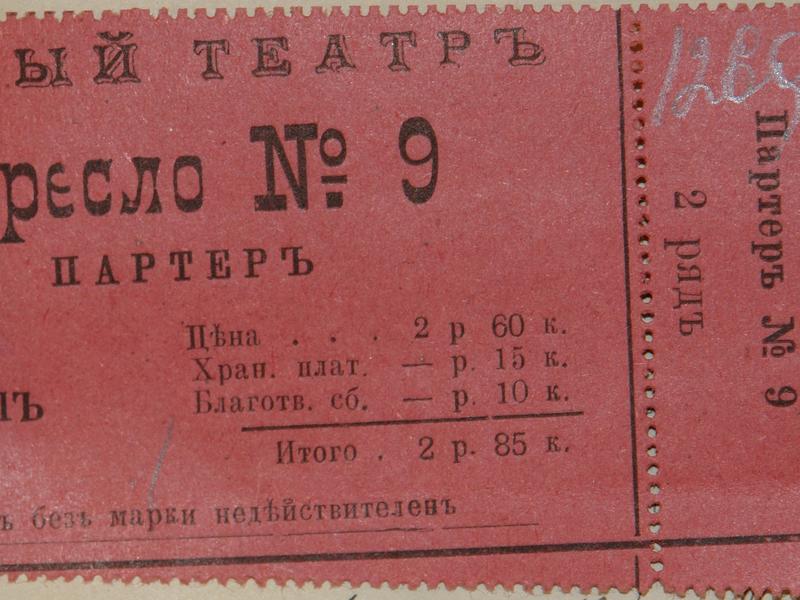 ЫЙ ТЕАТРЪ
ресло № 9
ПАРТЕРЪ
Цѣна . . . 2 р 60 к.
Хран. плат. — р. 15 к.
Благотв. сб. — р. 10 к.
Итого . 2 р. 85 к.
ъ безъ марки недѣйствителенъ
Партеръ № 9
2 рядъ